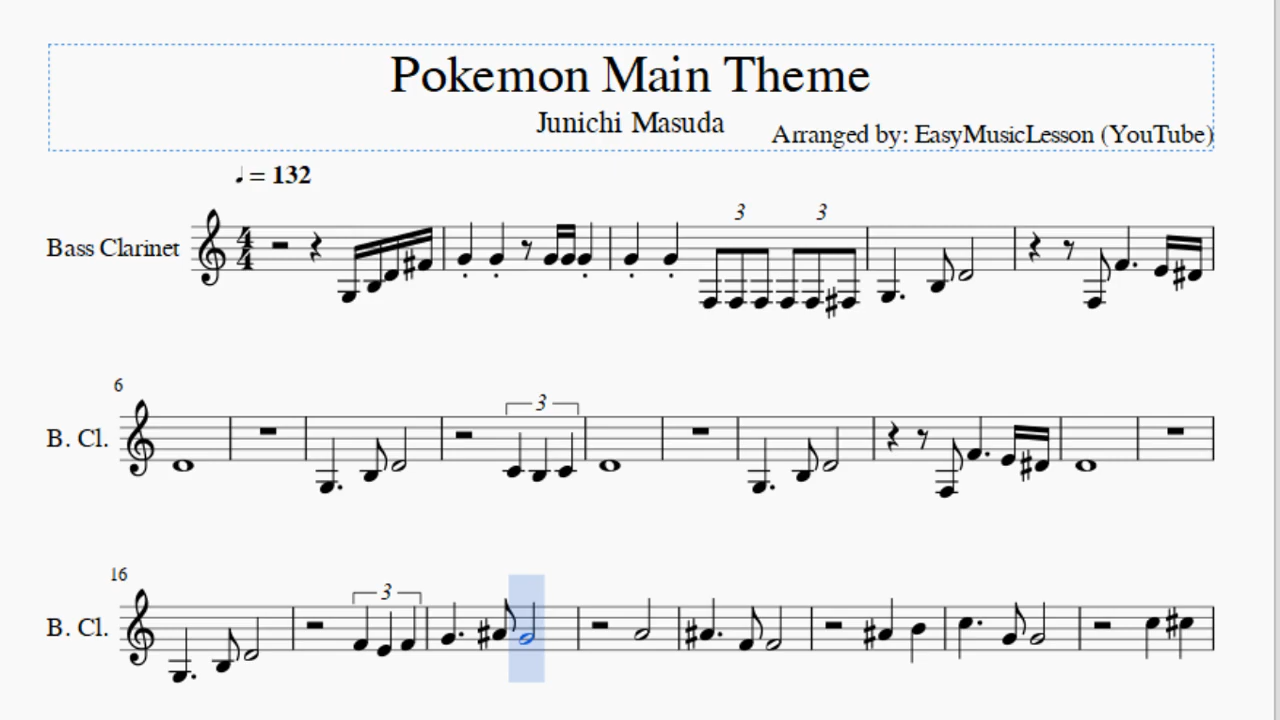 Pokemon Main Theme
Junichi Masuda
Arranged by: EasyMusicLesson (YouTube)
= 132
3 3
Bass Clarinet 4/4
6
3
B. Cl.
16
3
B. Cl.